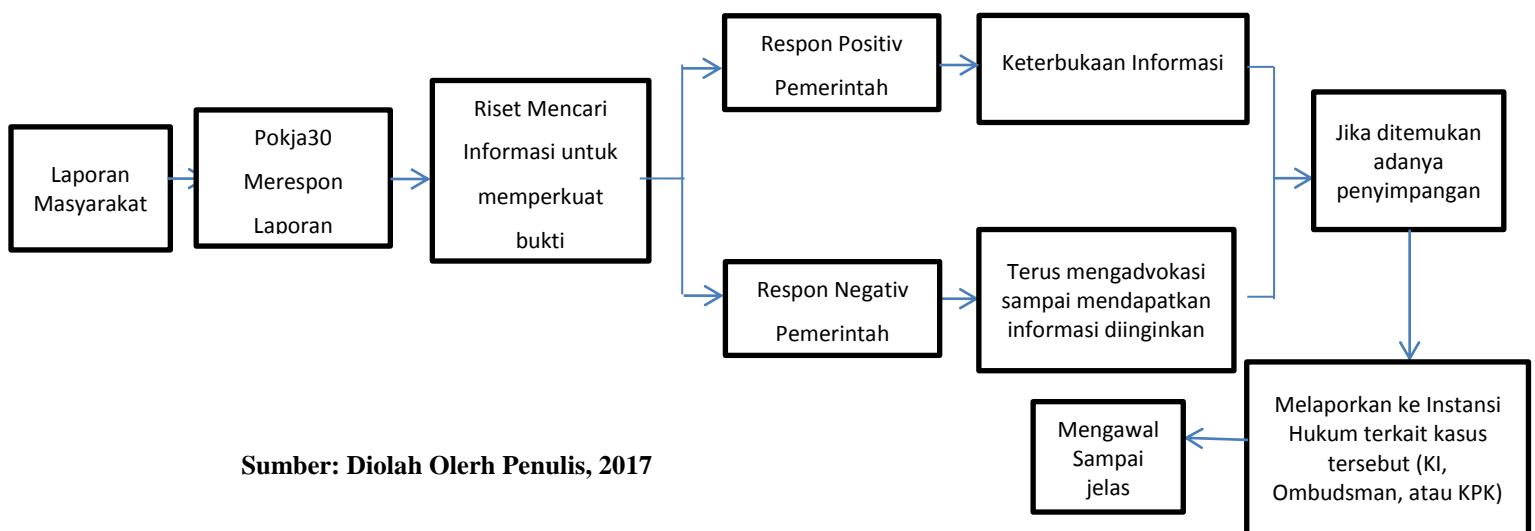 Laporan
Masyarakat
Pokja30
Merespon
Laporan
Riset Mencari
Informasi untuk
memperkuat
bukti
Respon Positiv
Pemerintah
Keterbukaan Informasi
Respon Negativ
Pemerintah
Terus mengadvokasi
sampai mendapatkan
informasi diinginkan
Jika ditemukan
adanya
penyimpangan
Melaporkan ke Instansi
Hukum terkait kasus
tersebut (KI,
Ombudsman, atau KPK)
Mengawal
Sampai
jelas
Sumber: Diolah Olerh Penulis, 2017